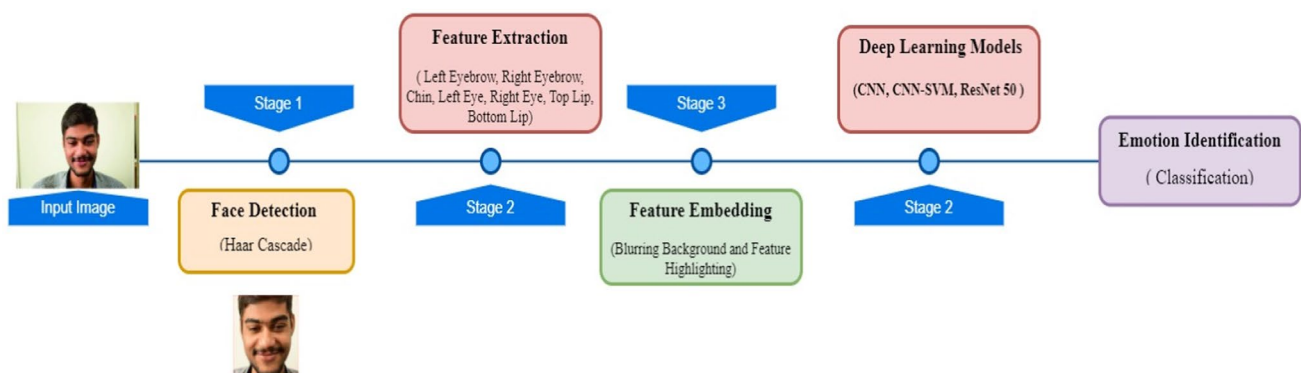 Input Image
Stage 1
Face Detection
(Haar Cascade)
Feature Extraction
( Left Eyebrow, Right Eyebrow,
Chin, Left Eye, Right Eye, Top Lip,
Bottom Lip)
Stage 2
Stage 3
Feature Embedding
(Blurring Background and Feature
Highlighting)
Deep Learning Models
(CNN, CNN-SVM, ResNet 50 )
Stage 2
Emotion Identification
( Classification)